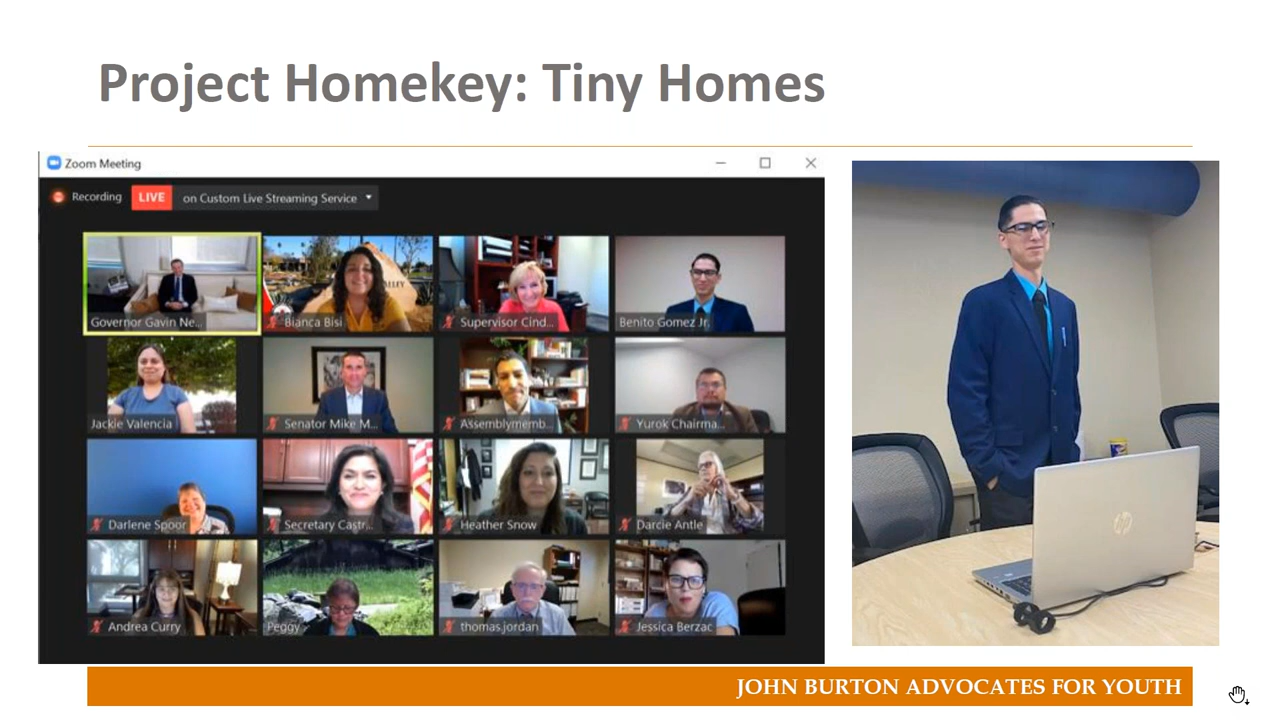 Project Homekey: Tiny Homes
Zoom Meeting
Recording LIVE on Custom Live Streaming Service
Governor Gavin Ne...
Bianca Bisi
Supervisor Cind...
Benito Gomez Jr.
Jackie Valencia
Senator Mike M...
Assemblymemb...
Yurok Chairma...
Darlene Spoor
Secretary Castr...
Heather Snow
Darcie Antle
Andrea Curry
Peggy
thomas.jordan
Jessica Berzac
hp
JOHN BURTON ADVOCATES FOR YOUTH